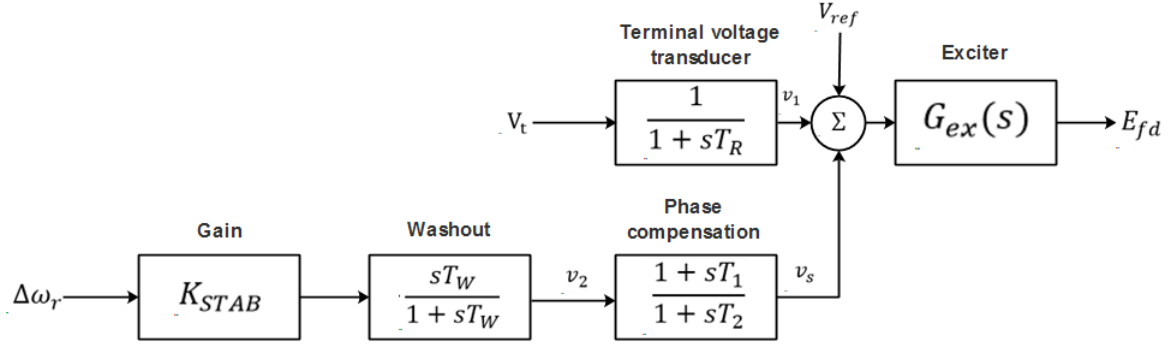 V_ref
Terminal voltage
transducer
Exciter
V_t
1
1 + sT_R
v_1
Σ
G_ex(s)
E_fd
Gain
Washout
Phase
compensation
Δω_r
K_STAB
sT_W
1 + sT_W
v_2
1 + sT_1
1 + sT_2
v_s